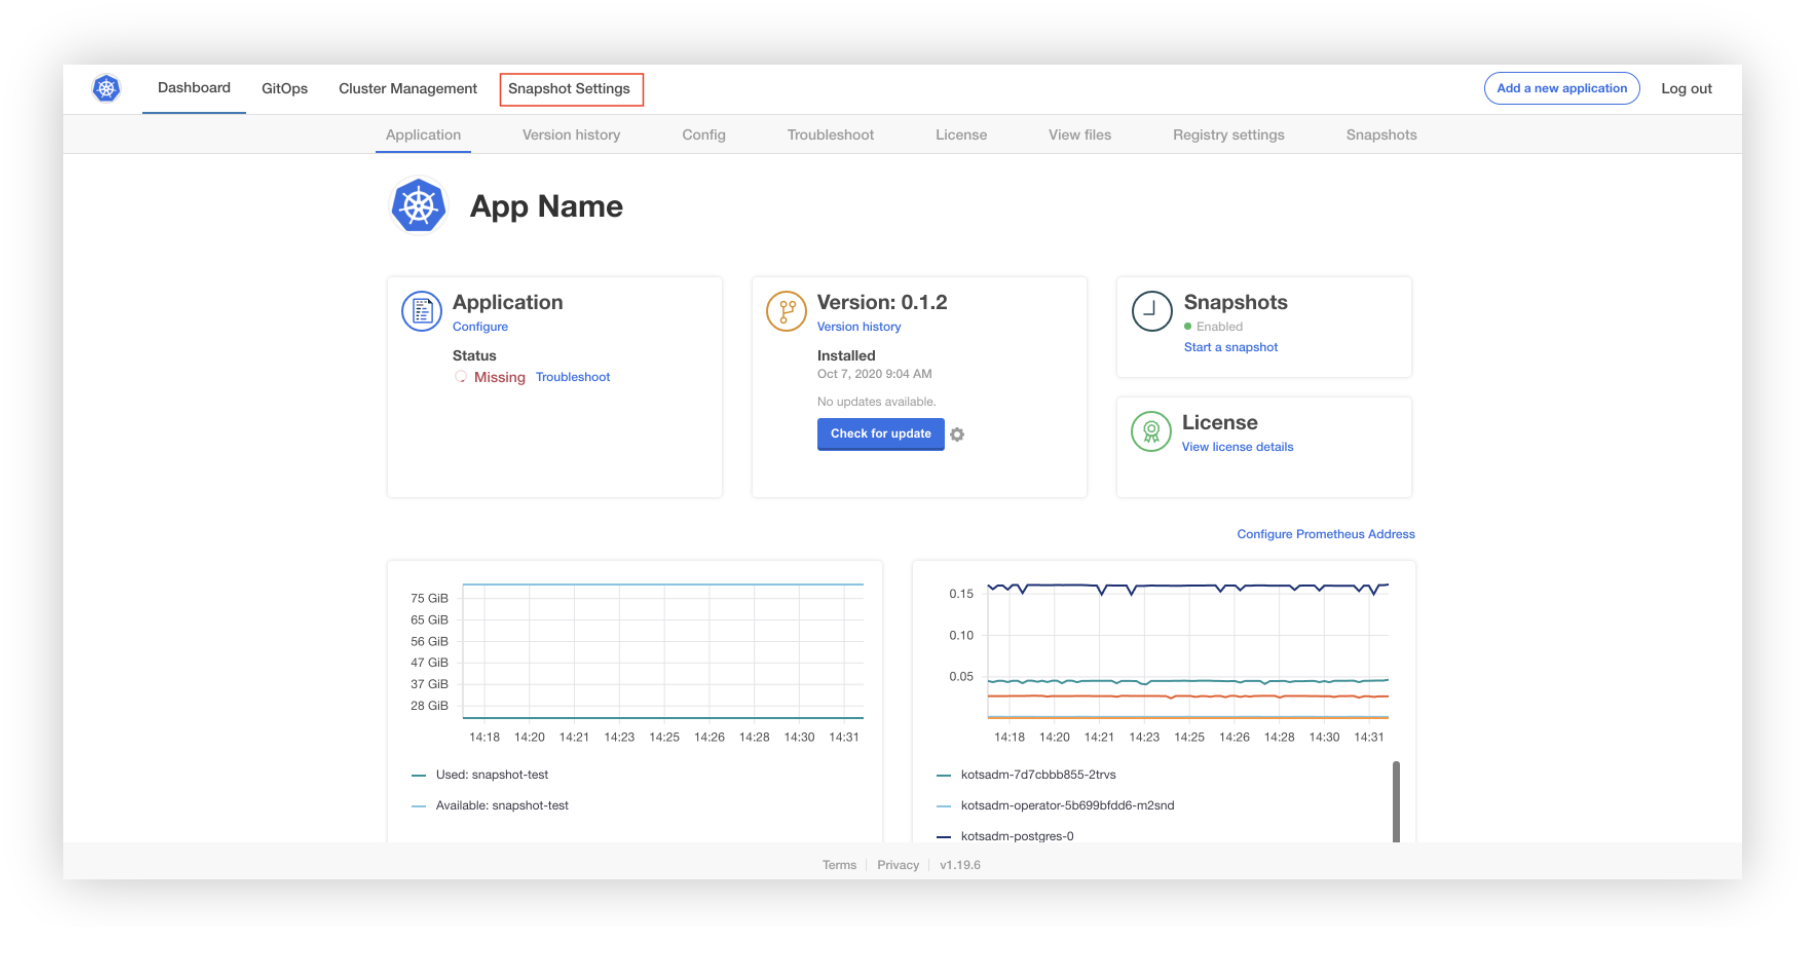 Dashboard GitOps Cluster Management Snapshot Settings Add a new application Log out
Application Version history Config Troubleshoot License View files Registry settings Snapshots
App Name
Application
Configure
Status
Missing Troubleshoot
Version: 0.1.2
Version history
Installed
Oct 7, 2020 9:04 AM
No updates available.
Check for update
Snapshots
Enabled
Start a snapshot
License
View license details
Configure Prometheus Address
75 GiB
65 GiB
56 GiB
47 GiB
37 GiB
28 GiB
14:18 14:20 14:21 14:23 14:25 14:26 14:28 14:30 14:31
Used: snapshot-test
Available: snapshot-test
0.15
0.10
0.05
14:18 14:20 14:21 14:23 14:25 14:26 14:28 14:30 14:31
kotsadm-7d7cbbb855-2trvs
kotsadm-operator-5b699bfdd6-m2snd
kotsadm-postgres-0
Terms Privacy v1.19.6